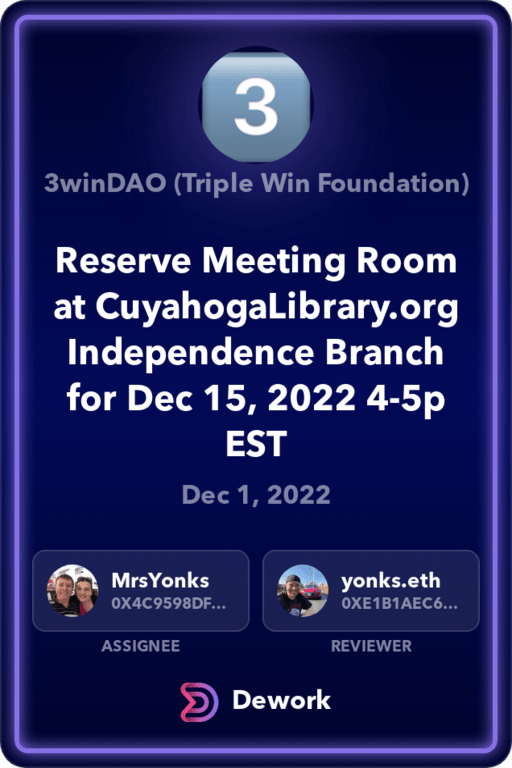 3
3winDAO (Triple Win Foundation)
Reserve Meeting Room
at CuyahogaLibrary.org
Independence Branch
for Dec 15, 2022 4-5p
EST
Dec 1, 2022
MrsYonks
0X4C9598DF...
ASSIGNEE
yonks.eth
0XE1B1AEC6...
REVIEWER
Dework